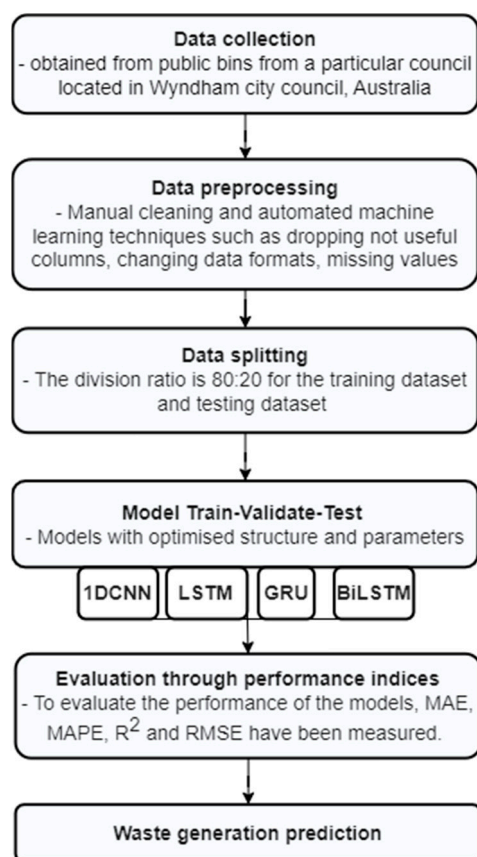 Data collection
- obtained from public bins from a particular council
located in Wyndham city council, Australia
Data preprocessing
- Manual cleaning and automated machine
learning techniques such as dropping not useful
columns, changing data formats, missing values
Data splitting
- The division ratio is 80:20 for the training dataset
and testing dataset
Model Train-Validate-Test
- Models with optimised structure and parameters
1DCNN LSTM GRU BiLSTM
Evaluation through performance indices
- To evaluate the performance of the models, MAE,
MAPE, R² and RMSE have been measured.
Waste generation prediction